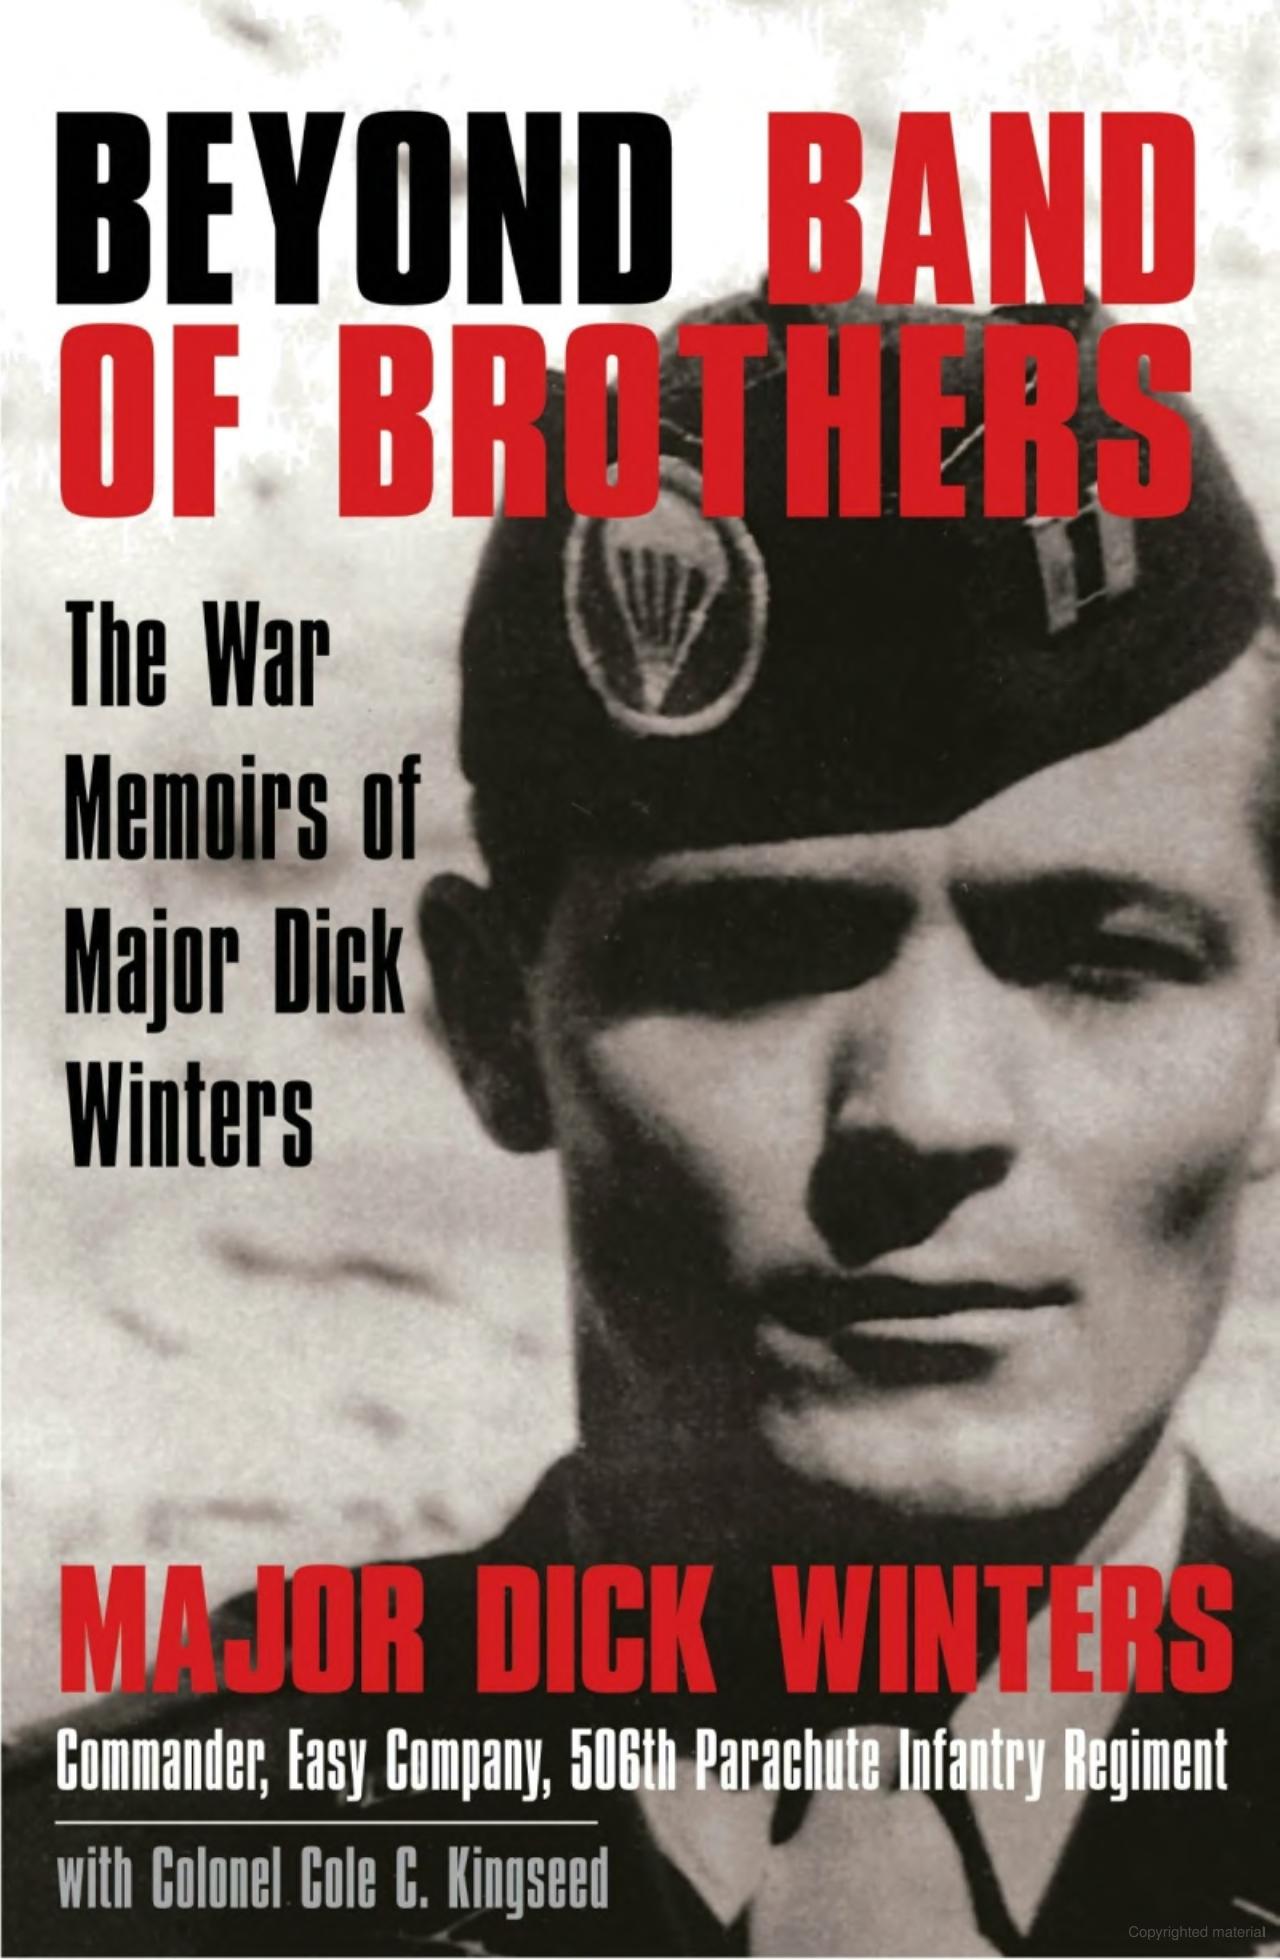 BEYOND BAND
OF BROTHERS
The War
Memoirs of
Major Dick
Winters
MAJOR DICK WINTERS
Commander, Easy Company, 506th Parachute Infantry Regiment
with Colonel Cole C. Kingseed
Copyrighted material